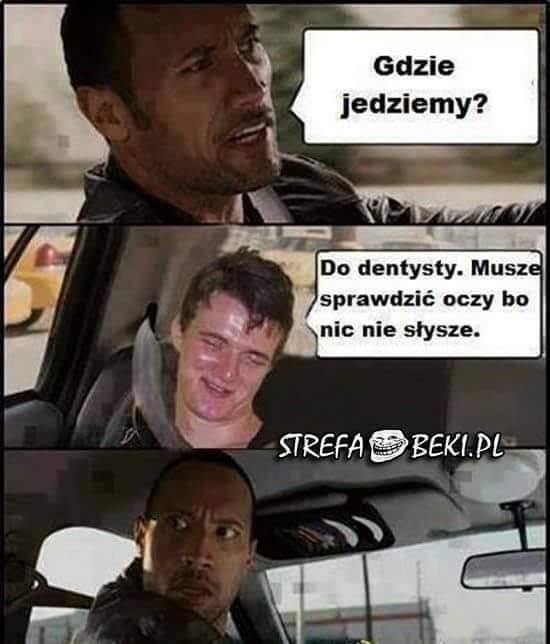 Gdzie
jedziemy?
Do dentysty. Musze
sprawdzić oczy bo
nic nie słysze.
STREFA BEKI.PL